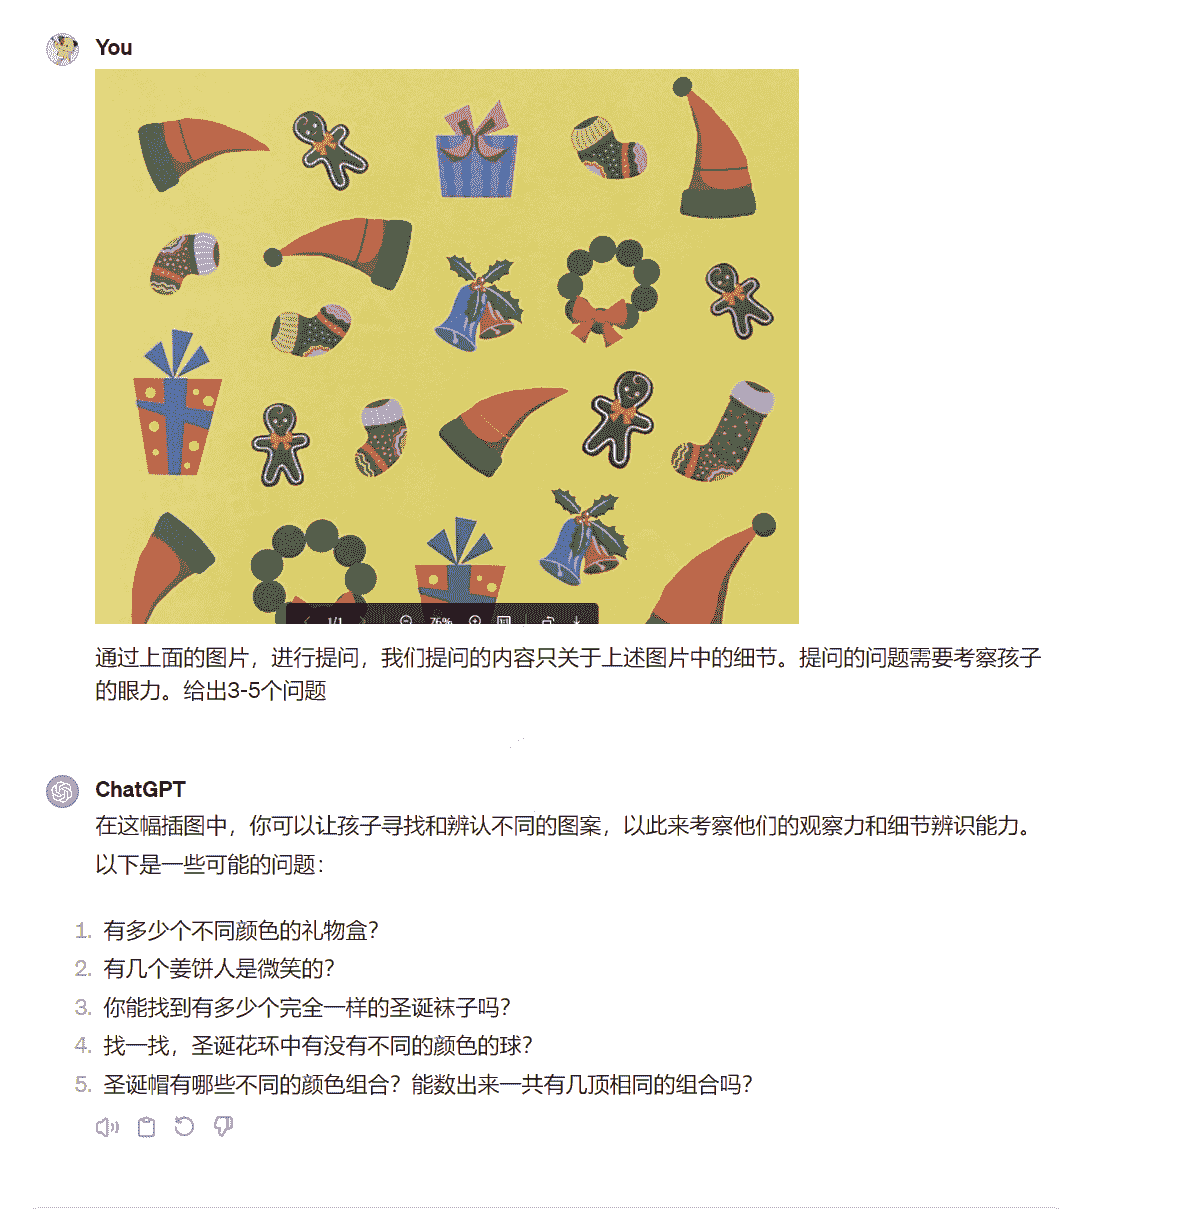 You
1/1
76%
通过上面的图片，进行提问，我们提问的内容只关于上述图片中的细节。提问的问题需要考察孩子
的眼力。给出3-5个问题
ChatGPT
在这幅插图中，你可以让孩子寻找和辨认不同的图案，以此来考察他们的观察力和细节辨识能力。
以下是一些可能的问题：
1. 有多少个不同颜色的礼物盒？
2. 有几个姜饼人是微笑的？
3. 你能找到有多少个完全一样的圣诞袜子吗？
4. 找一找，圣诞花环中有没有不同的颜色的球？
5. 圣诞帽有哪些不同的颜色组合？能数出来一共有几顶相同的组合吗？